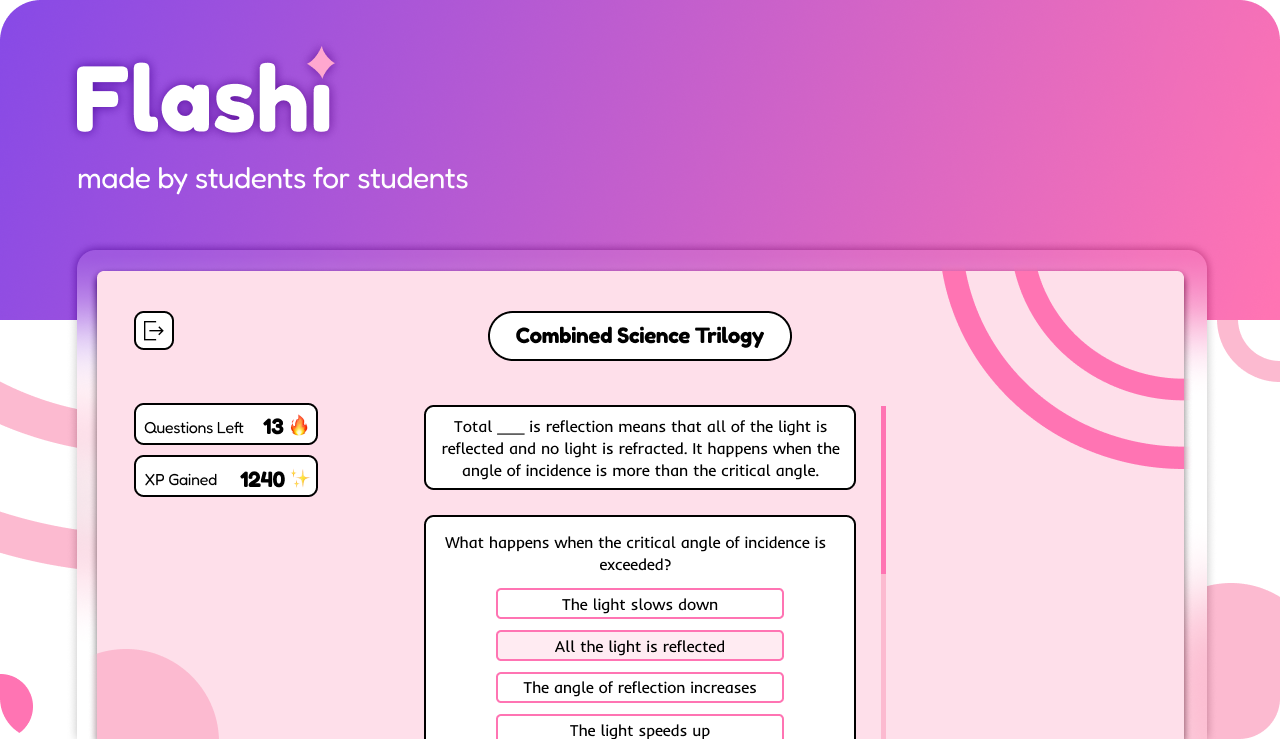 Flashi
made by students for students
Combined Science Trilogy
Questions Left 13 🔥
XP Gained 1240 ✨
Total ___ is reflection means that all of the light is
reflected and no light is refracted. It happens when the
angle of incidence is more than the critical angle.
What happens when the critical angle of incidence is
exceeded?
The light slows down
All the light is reflected
The angle of reflection increases
The light speeds up